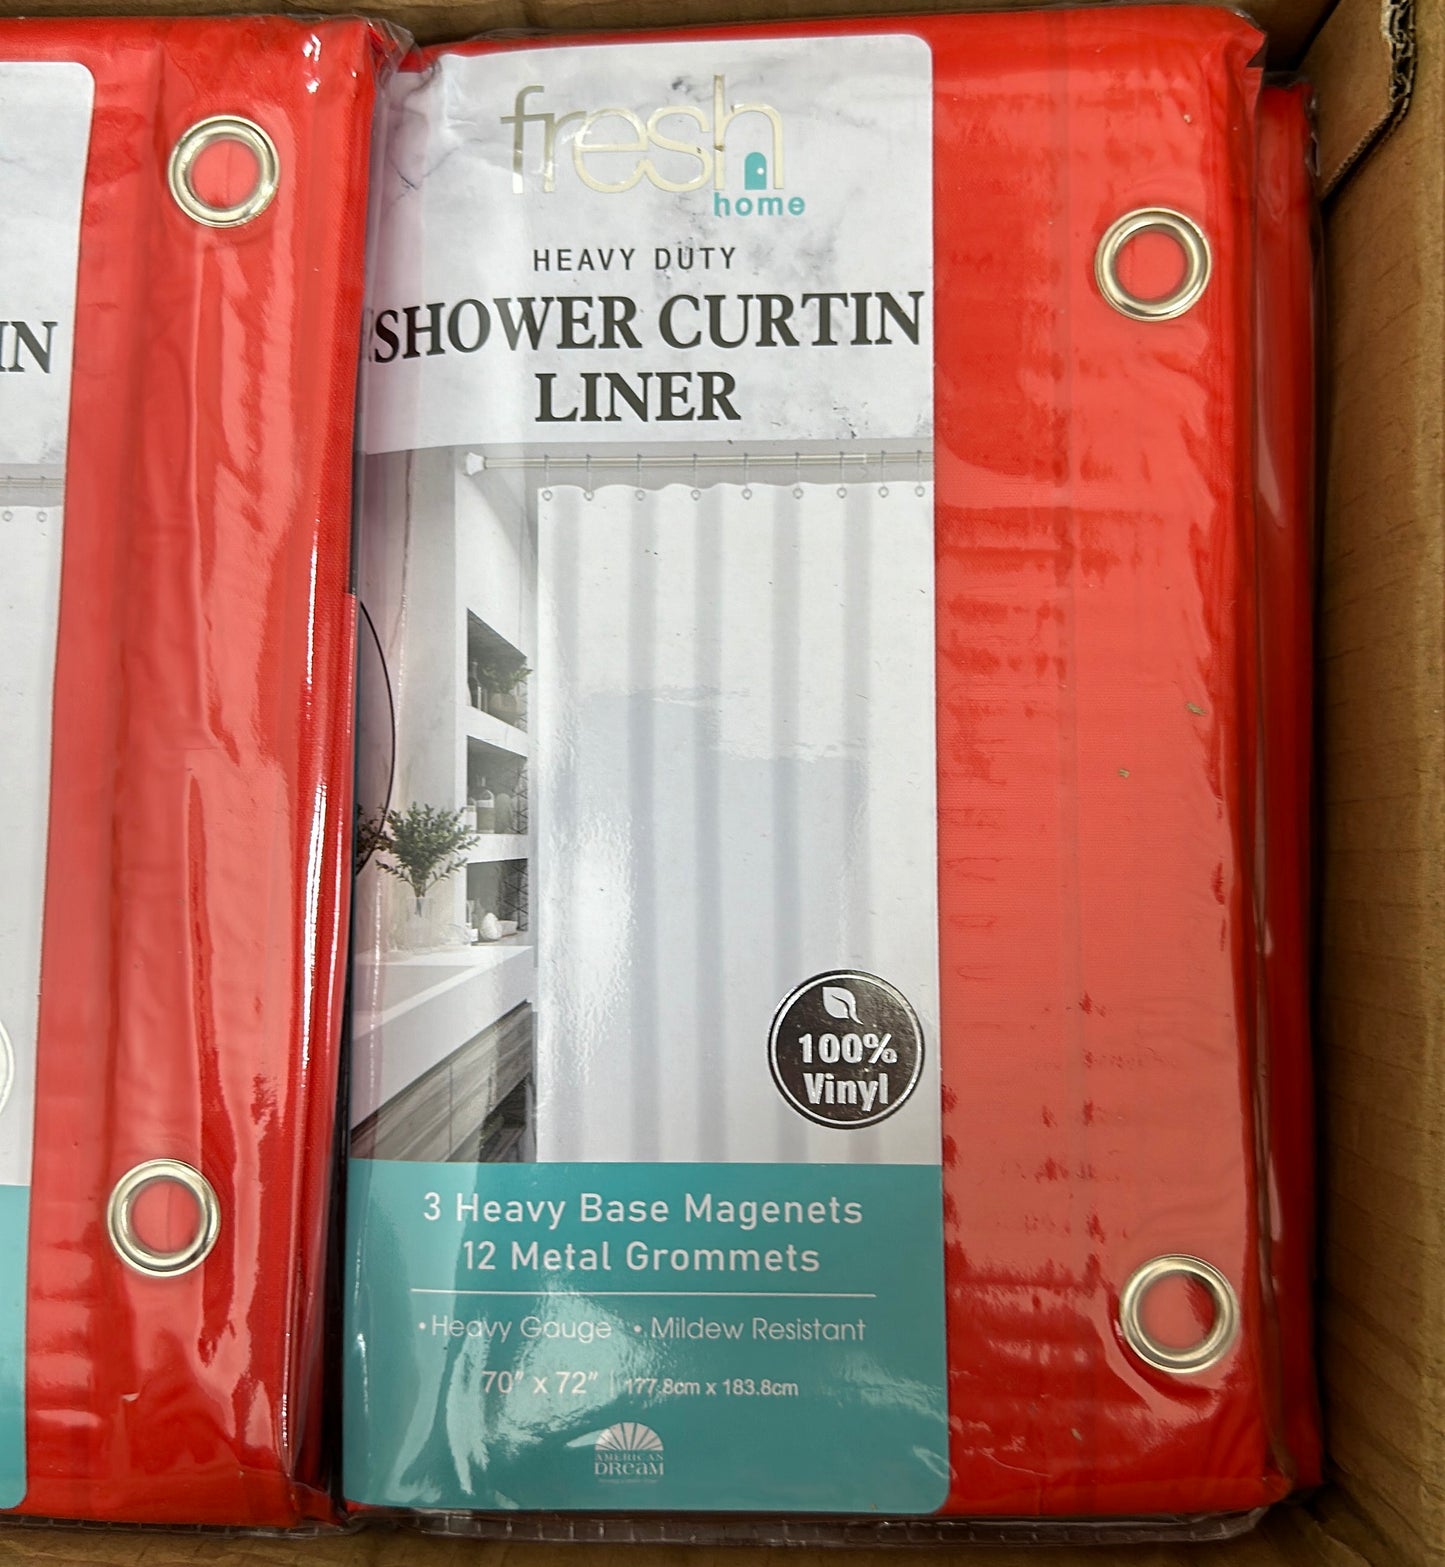 fresh
home
HEAVY DUTY
SHOWER CURTIN
LINER
IN
100%
Vinyl
3 Heavy Base Magenets
12 Metal Grommets
• Heavy Gauge • Mildew Resistant
70" x 72" | 177.8cm x 183.8cm
AMERICAN
DREAM